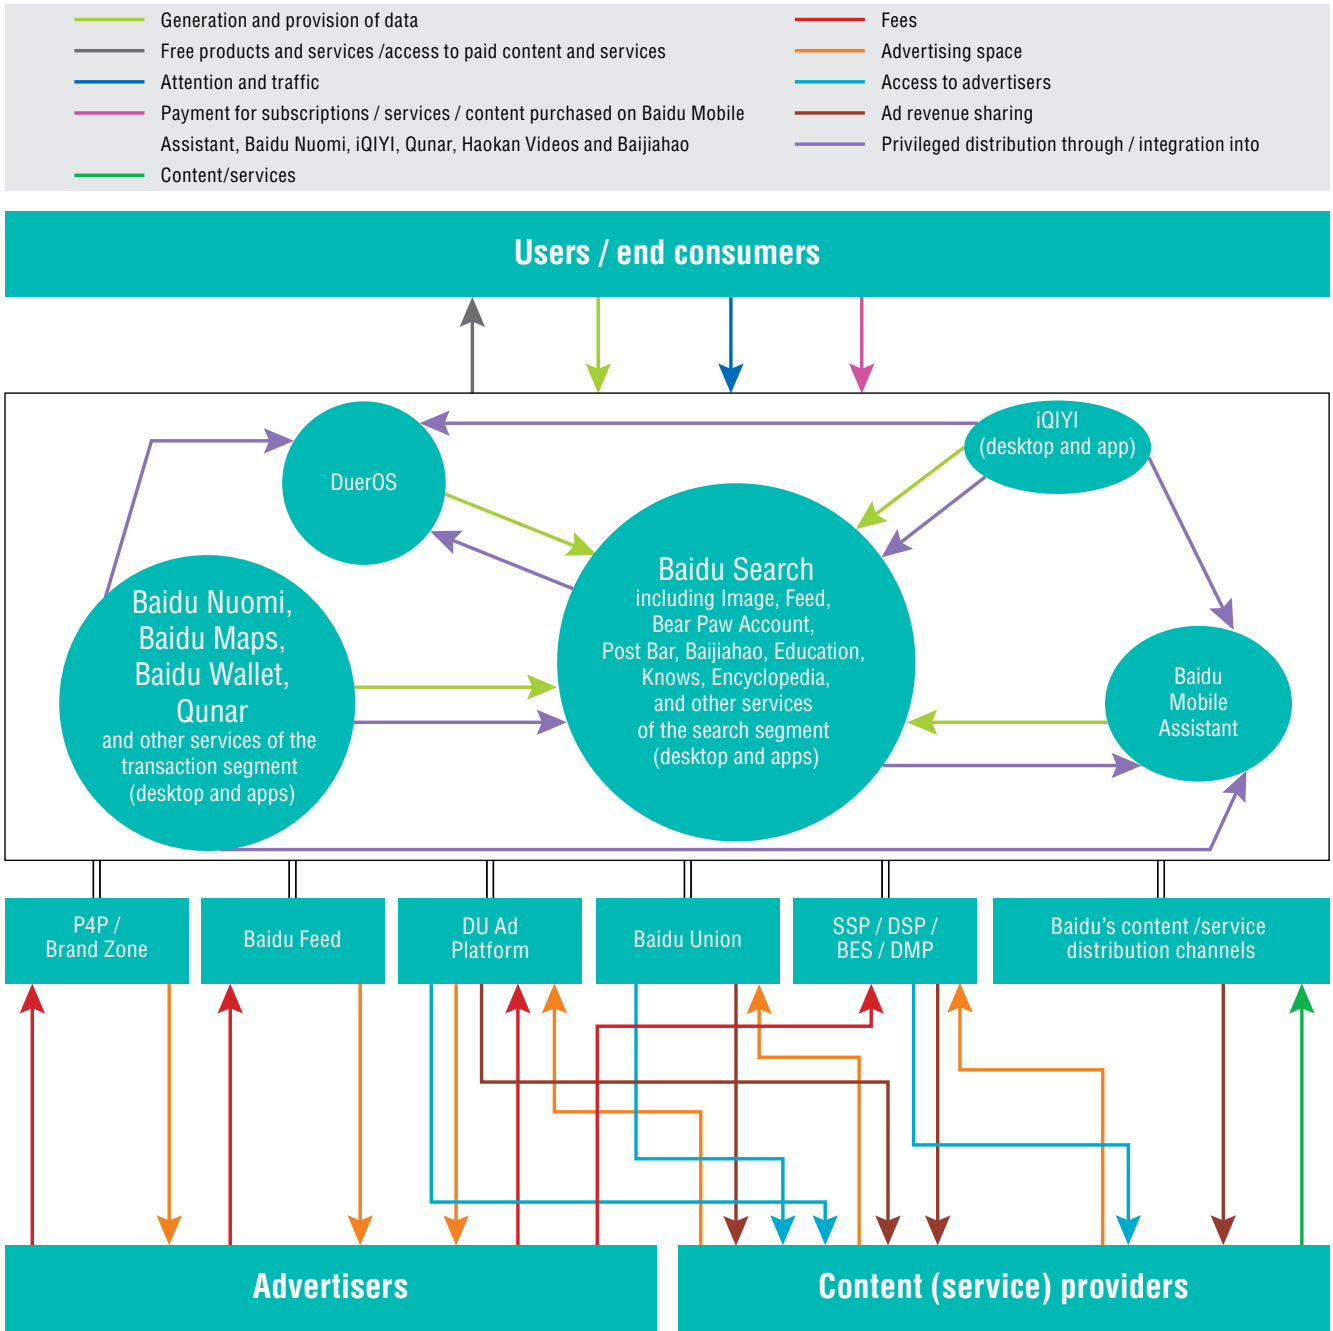 Generation and provision of data
Free products and services /access to paid content and services
Attention and traffic
Payment for subscriptions / services / content purchased on Baidu Mobile
Assistant, Baidu Nuomi, iQIYI, Qunar, Haokan Videos and Baijiahao
Content/services
Fees
Advertising space
Access to advertisers
Ad revenue sharing
Privileged distribution through / integration into
Users / end consumers
DuerOS
iQIYI
(desktop and app)
Baidu Nuomi,
Baidu Maps,
Baidu Wallet,
Qunar
and other services of the
transaction segment
(desktop and apps)
Baidu Search
including Image, Feed,
Bear Paw Account,
Post Bar, Baijiahao, Education,
Knows, Encyclopedia,
and other services
of the search segment
(desktop and apps)
Baidu
Mobile
Assistant
P4P /
Brand Zone
Baidu Feed
DU Ad
Platform
Baidu Union
SSP / DSP /
BES / DMP
Baidu's content /service
distribution channels
Advertisers
Content (service) providers